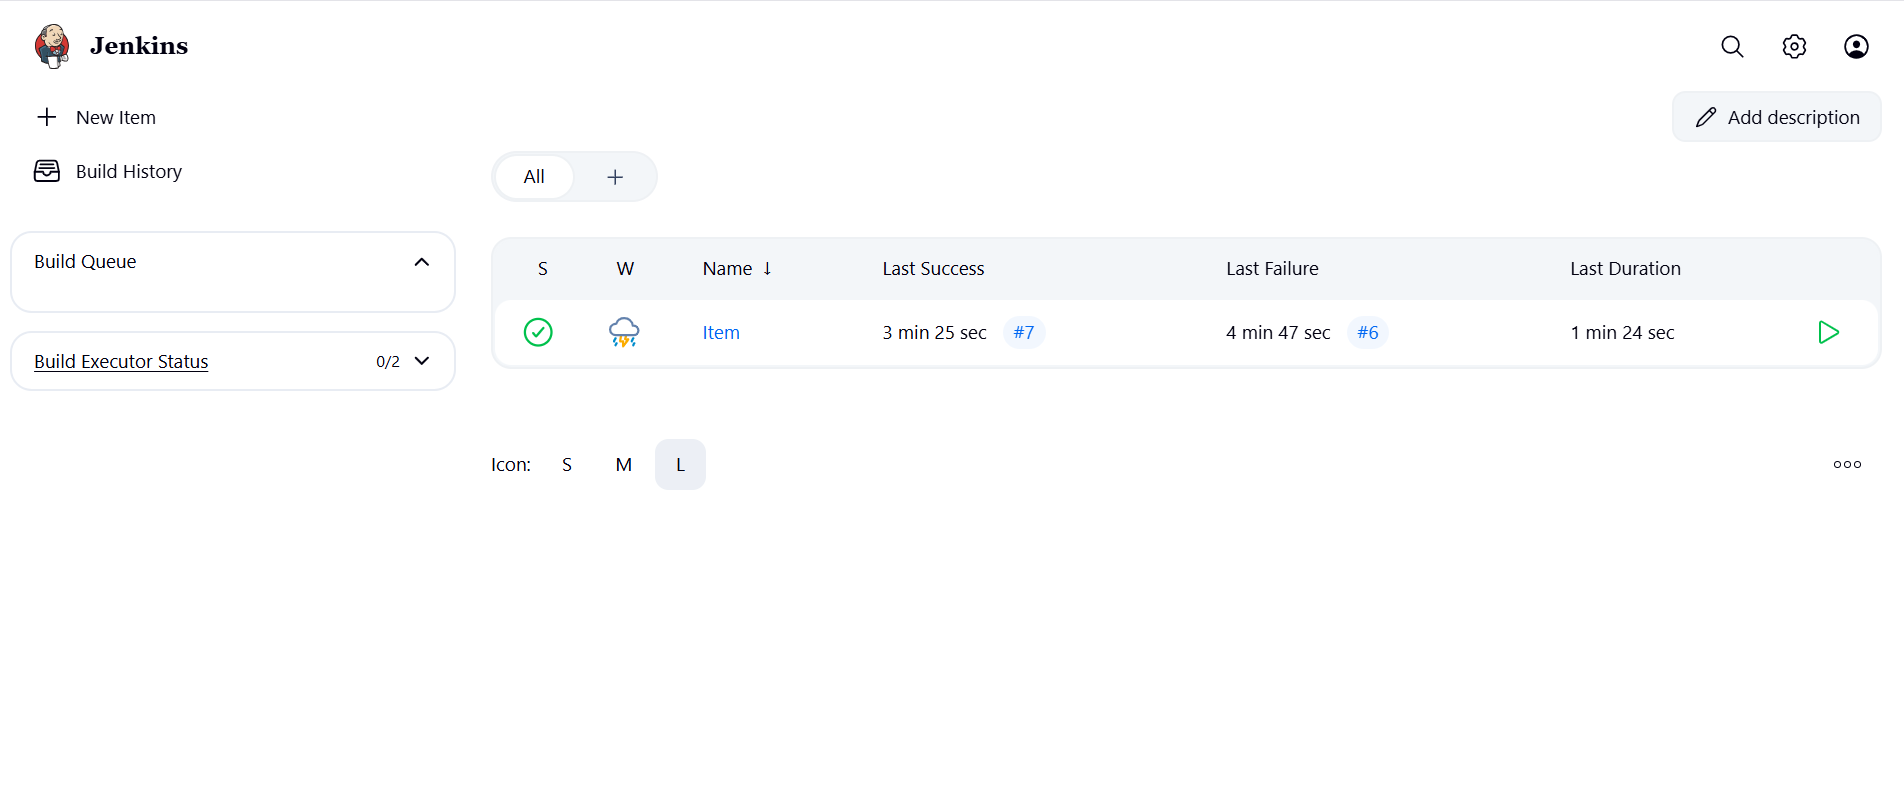 Jenkins
New Item
Build History
Add description
All
Build Queue
Build Executor Status 0/2
S W Name ↓ Last Success Last Failure Last Duration
Item 3 min 25 sec #7 4 min 47 sec #6 1 min 24 sec
Icon: S M L